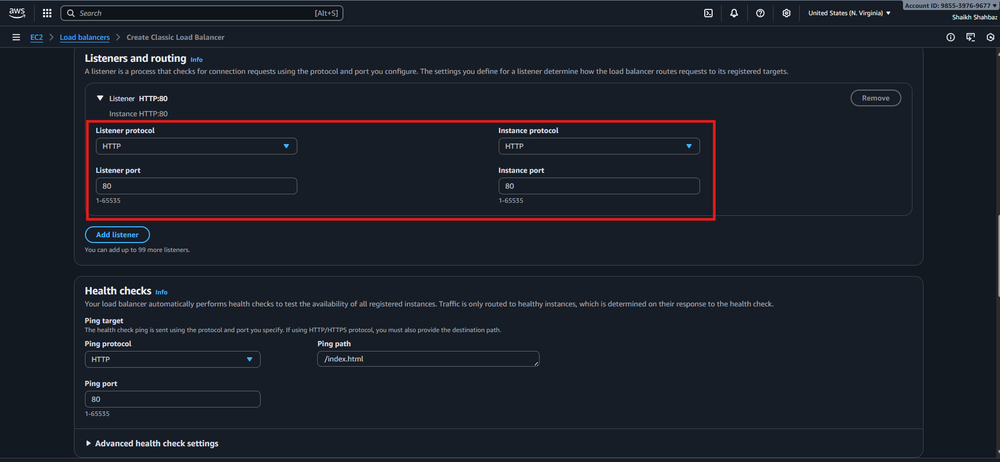 aws
Search [Alt+S]
United States (N. Virginia)
Account ID: 9855-3976-9677
Shaikh Shahbaz
EC2 Load balancers Create Classic Load Balancer
Listeners and routing Info
A listener is a process that checks for connection requests using the protocol and port you configure. The settings you define for a listener determine how the load balancer routes requests to its registered targets.
Listener HTTP:80
Remove
Instance HTTP:80
Listener protocol Instance protocol
HTTP HTTP
Listener port Instance port
80 80
1-65535 1-65535
Add listener
You can add up to 99 more listeners.
Health checks Info
Your load balancer automatically performs health checks to test the availability of all registered instances. Traffic is only routed to healthy instances, which is determined on their response to the health check.
Ping target
The health check ping is sent using the protocol and port you specify. If using HTTP/HTTPS protocol, you must also provide the destination path.
Ping protocol Ping path
HTTP /index.html
Ping port
80
1-65535
Advanced health check settings